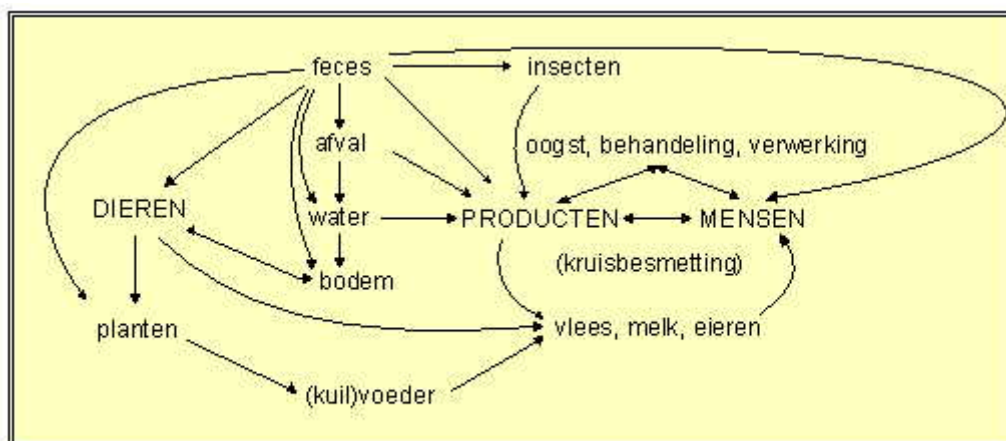 feces
insecten
afval
oogst, behandeling, verwerking
DIEREN
water
PRODUCTEN
MENSEN
(kruisbesmetting)
bodem
planten
vlees, melk, eieren
(kuil)voeder